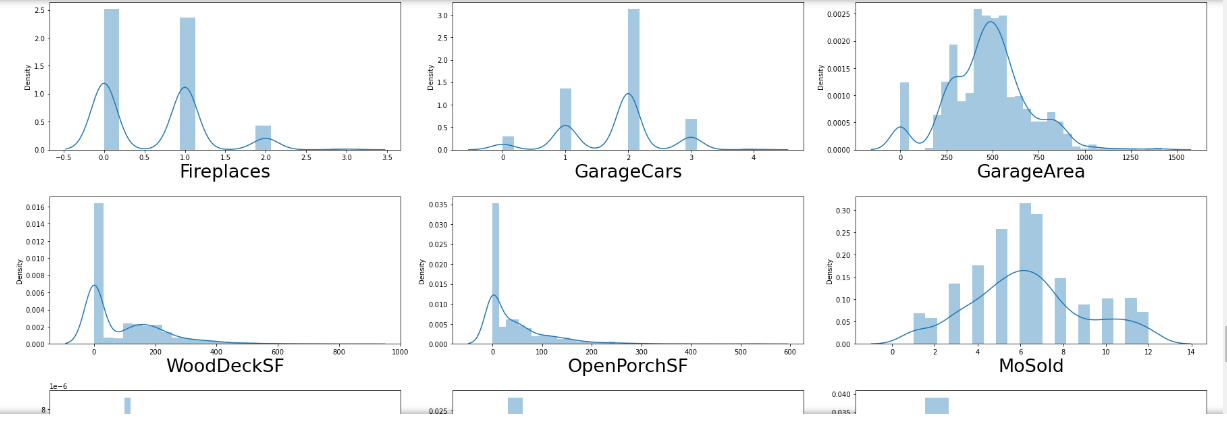 2.5
2.0
1.5
1.0
0.5
0.0
Density
−0.5 0.0 0.5 1.0 1.5 2.0 2.5 3.0 3.5
Fireplaces
3.0
2.5
2.0
1.5
1.0
0.5
0.0
Density
0 1 2 3 4
GarageCars
0.0025
0.0020
0.0015
0.0010
0.0005
0.0000
Density
0 250 500 750 1000 1250 1500
GarageArea
0.016
0.014
0.012
0.010
0.008
0.006
0.004
0.002
0.000
Density
0 200 400 600 800 1000
WoodDeckSF
0.035
0.030
0.025
0.020
0.015
0.010
0.005
0.000
Density
0 100 200 300 400 500 600
OpenPorchSF
0.30
0.25
0.20
0.15
0.10
0.05
0.00
Density
0 2 4 6 8 10 12 14
MoSold
1e−6
8
0.025
0.040
0.035